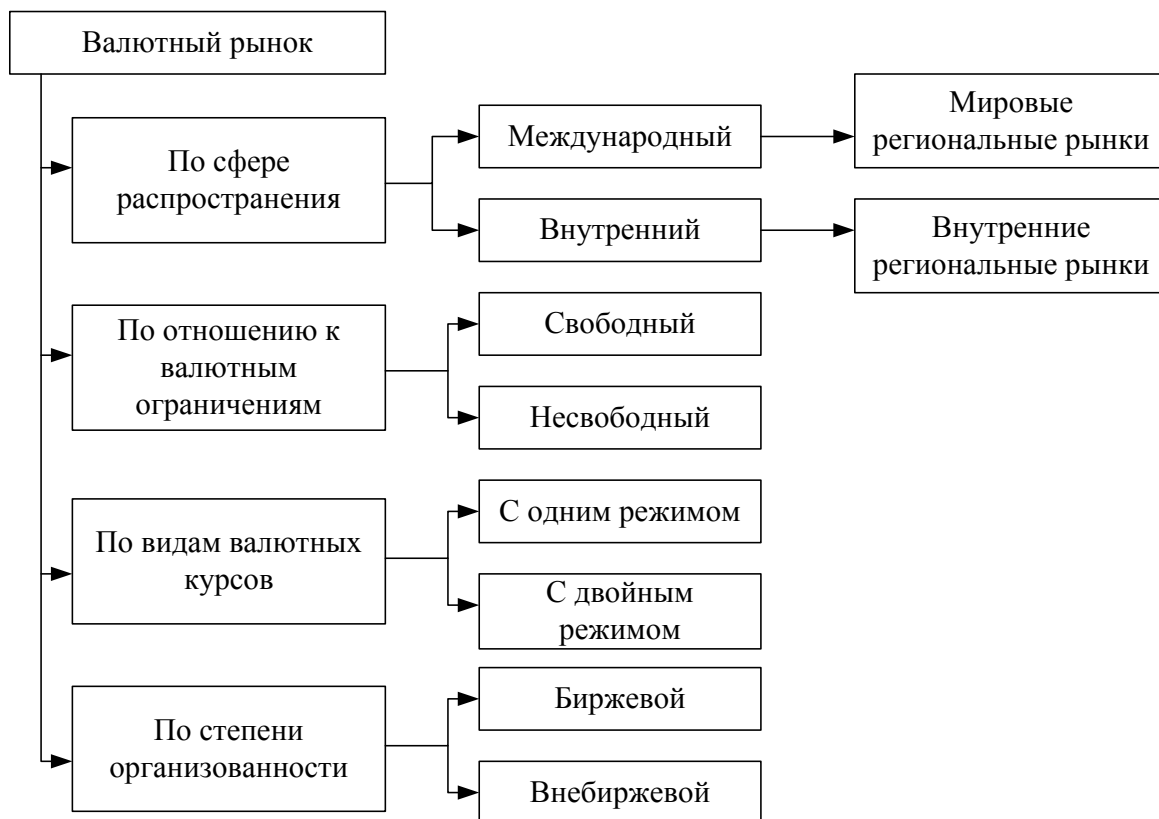 Валютный рынок
По сфере
распространения
Международный
Мировые
региональные рынки
Внутренний
Внутренние
региональные рынки
По отношению к
валютным
ограничениям
Свободный
Несвободный
По видам валютных
курсов
С одним режимом
С двойным
режимом
По степени
организованности
Биржевой
Внебиржевой